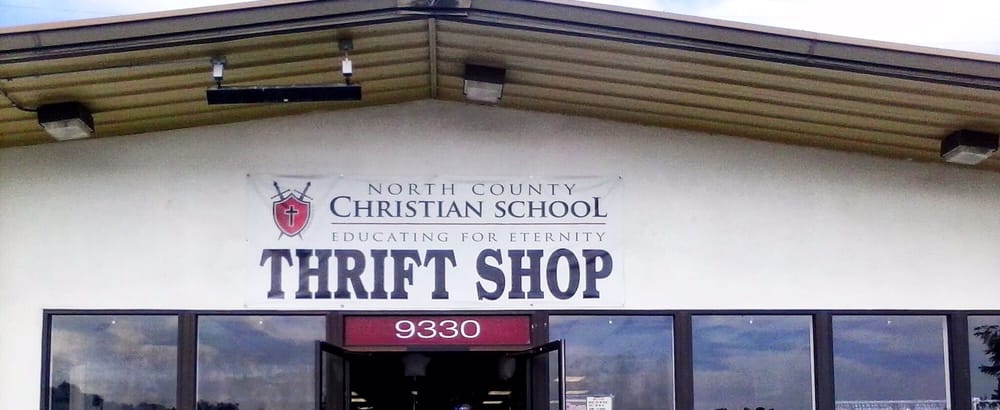 NORTH COUNTY
CHRISTIAN SCHOOL
EDUCATING FOR ETERNITY
THRIFT SHOP
9330